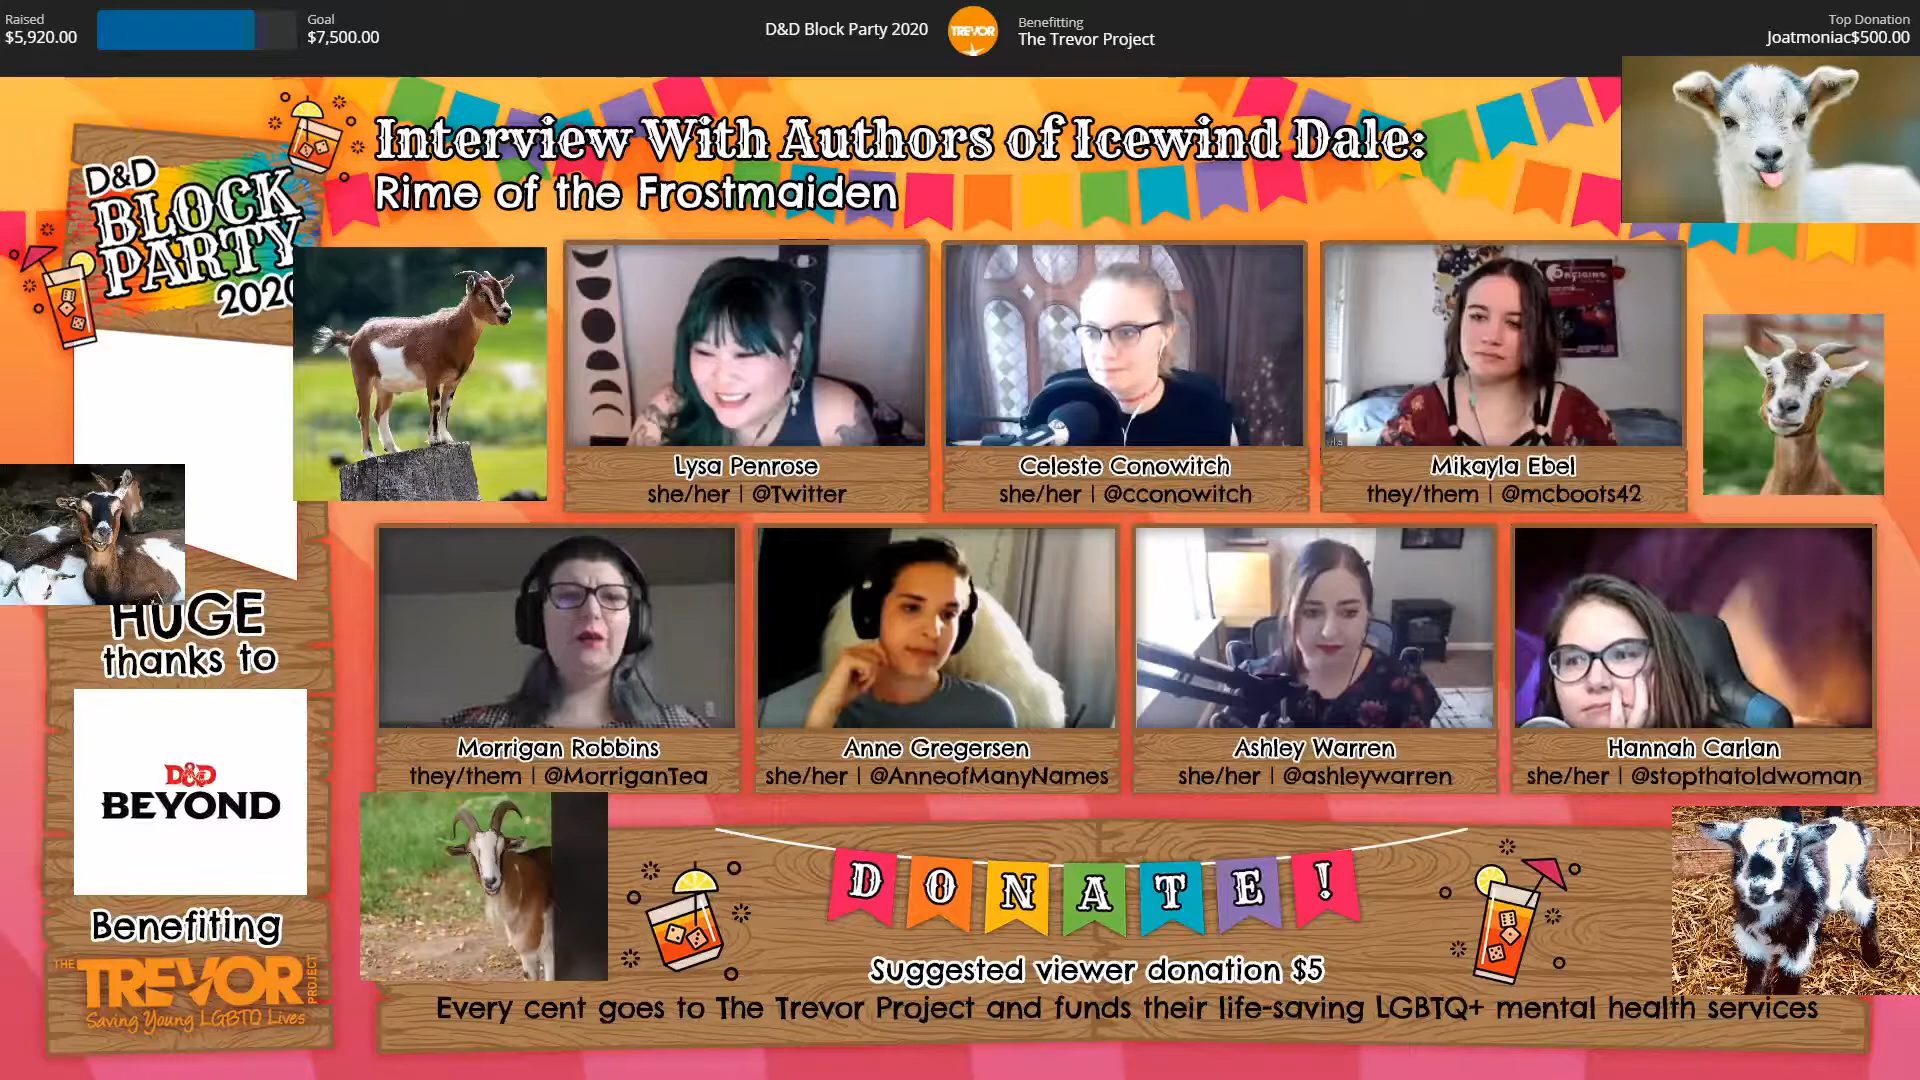 Raised
$5,920.00
Goal
$7,500.00
D&D Block Party 2020
TREVOR
Benefitting
The Trevor Project
Top Donation
Joatmoniac$500.00
D&D
BLOCK
PARTY
2020
Interview With Authors of Icewind Dale:
Rime of the Frostmaiden
Lysa Penrose
she/her | @Twitter
Celeste Conowitch
she/her | @cconowitch
ORIGINS
Mikayla Ebel
they/them | @mcboots42
Morrigan Robbins
they/them | @MorriganTea
Anne Gregersen
she/her | @AnneofManyNames
Ashley Warren
she/her | @ashleywarren
Hannah Carlan
she/her | @stopthatoldwoman
HUGE
thanks to
D&D
BEYOND
Benefiting
THE TREVOR PROJECT
Saving Young LGBTQ Lives
DONATE!
Suggested viewer donation $5
Every cent goes to The Trevor Project and funds their life-saving LGBTQ+ mental health services